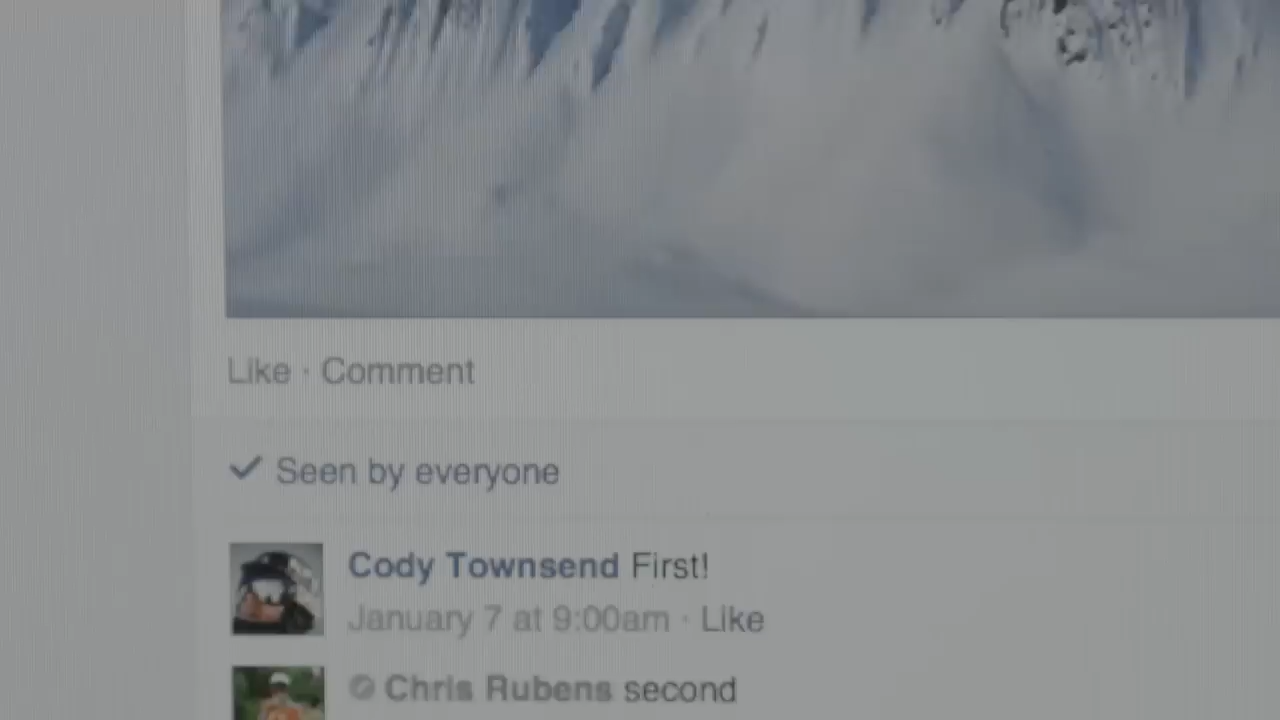 Like · Comment
Seen by everyone
Cody Townsend First!
January 7 at 9:00am · Like
Chris Rubens second